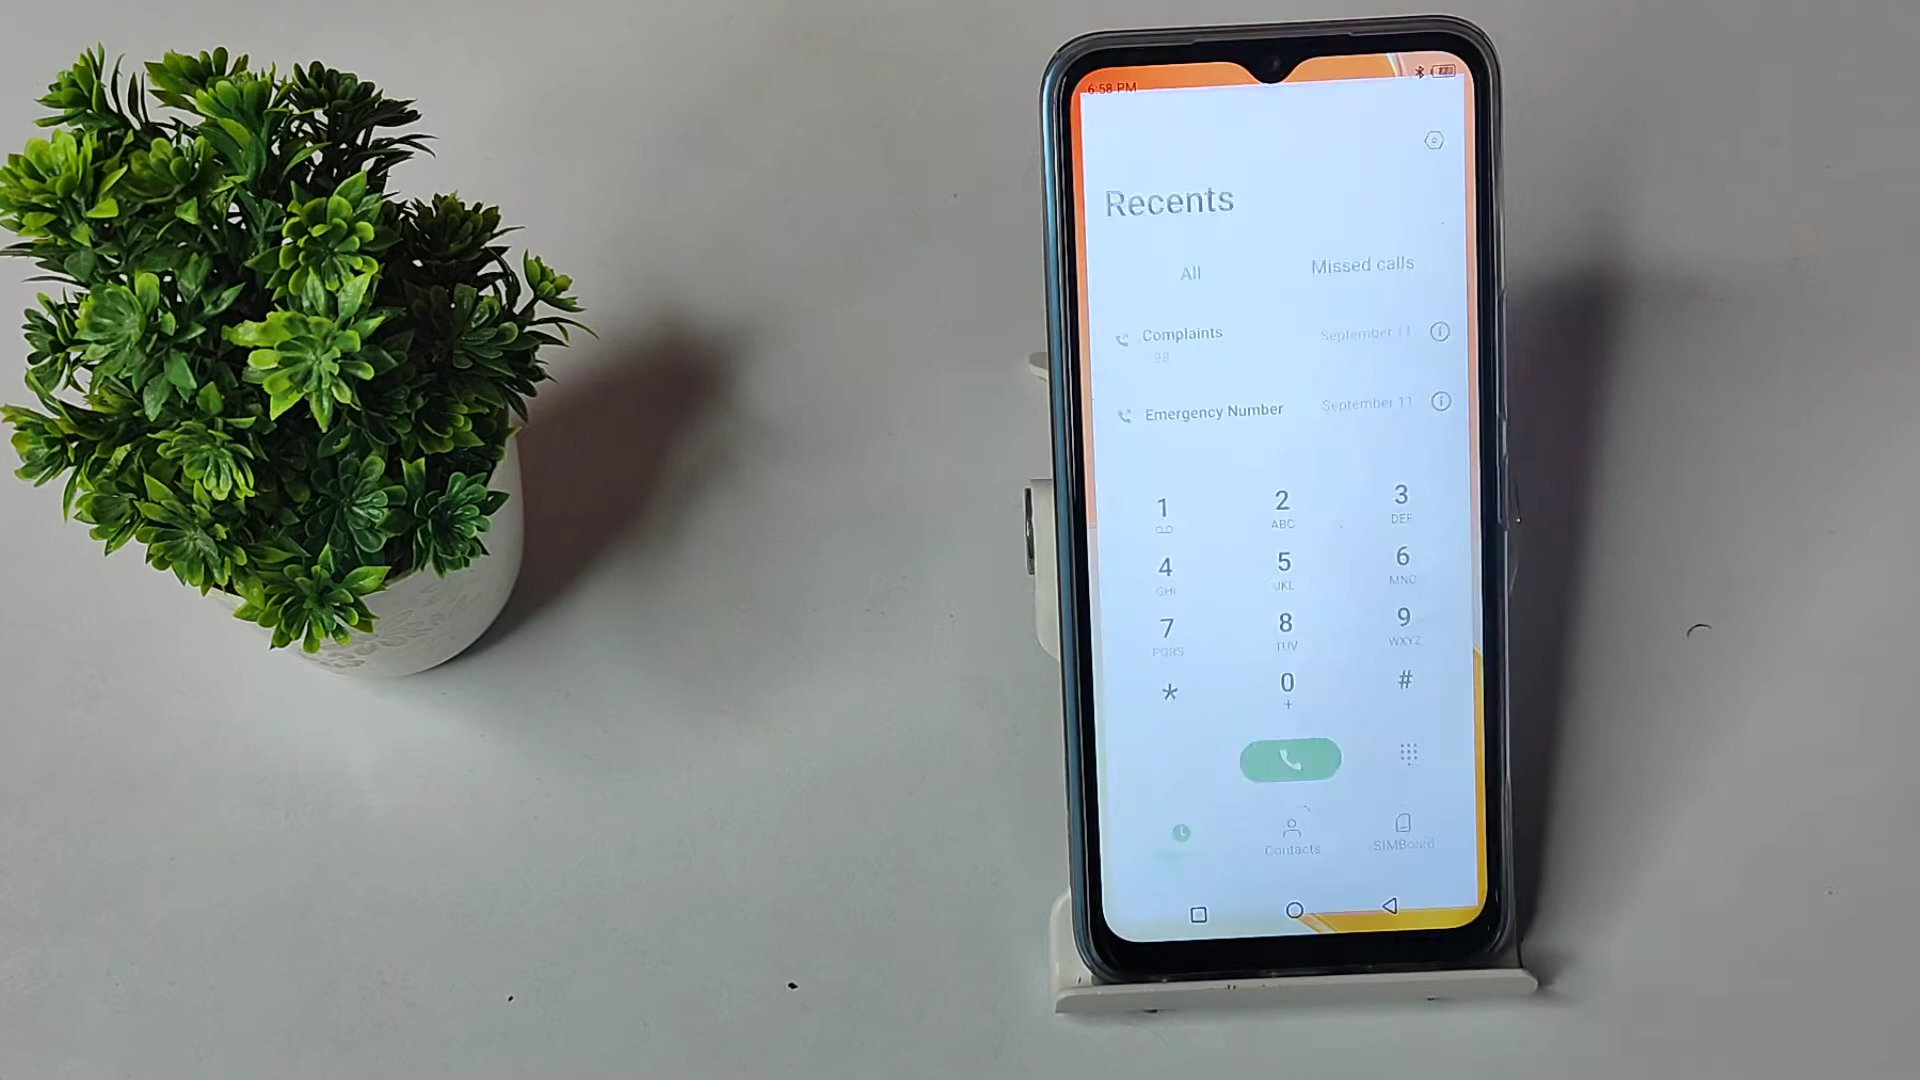 6:58 PM
Recents
All
Missed calls
Complaints
September 11
98
Emergency Number
September 11
1
2
3
ABC
DEF
4
5
6
GHI
JKL
MNO
7
8
9
PQRS
TUV
WXYZ
*
0
#
+
Contacts
SIMBoard